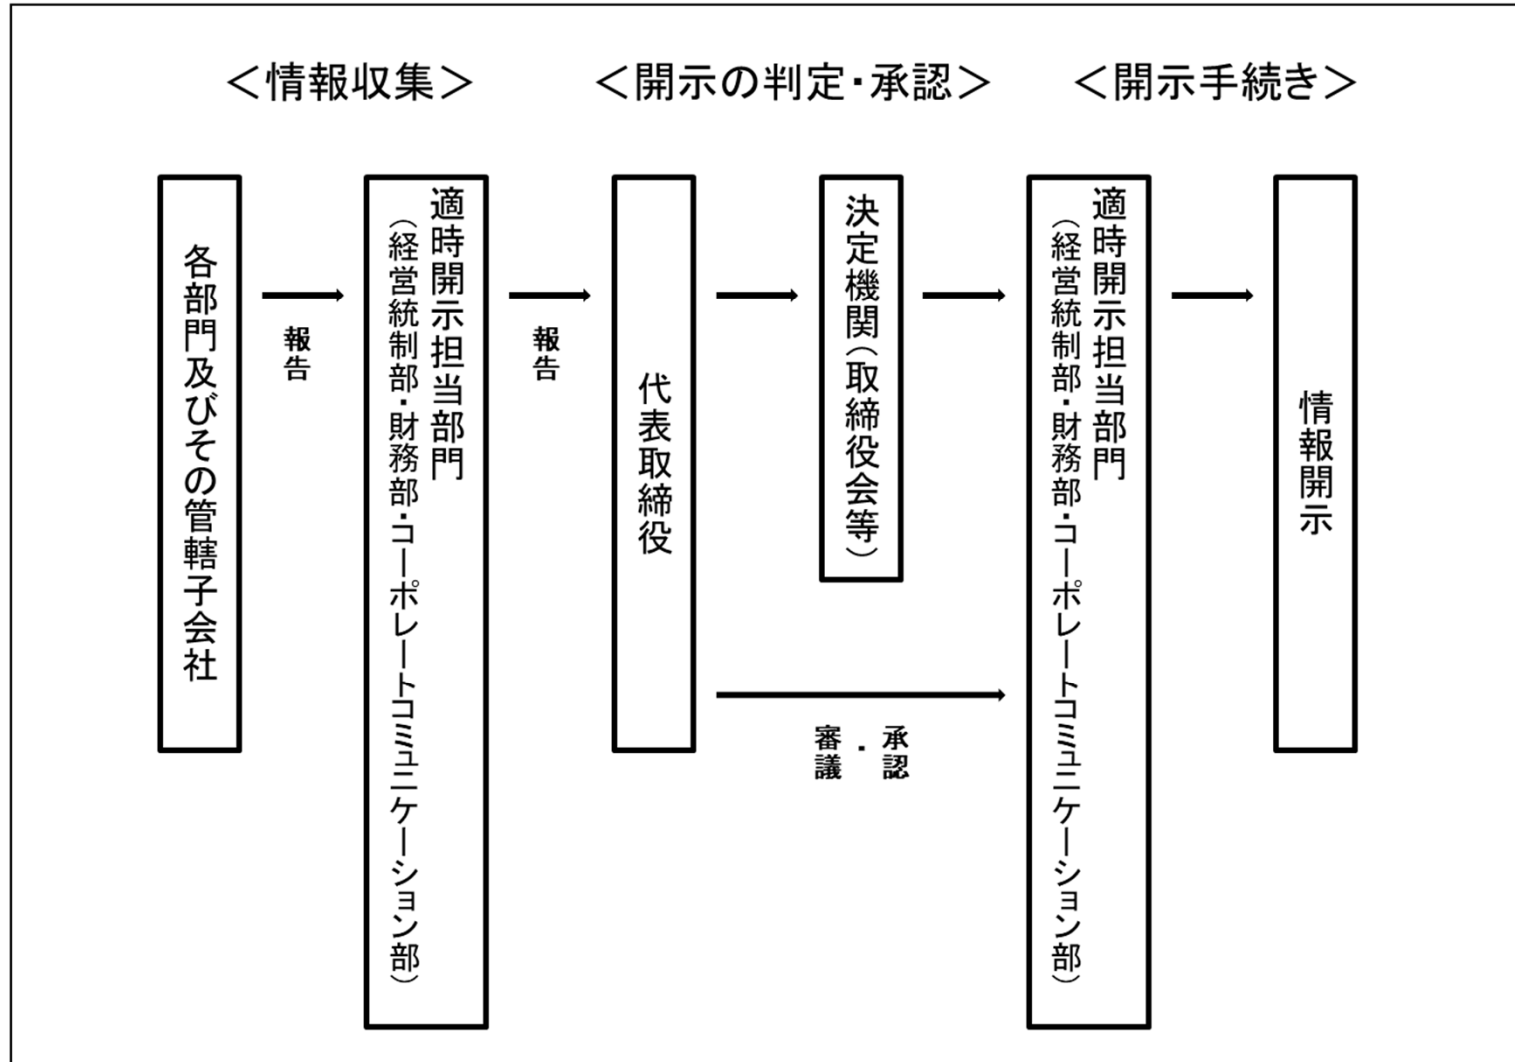 ＜情報収集＞
＜開示の判定・承認＞
＜開示手続き＞
各部門及びその管轄子会社
報告
適時開示担当部門
（経営統制部・財務部・コーポレートコミュニケーション部）
報告
代表取締役
決定機関（取締役会等）
審議・承認
適時開示担当部門
（経営統制部・財務部・コーポレートコミュニケーション部）
情報開示